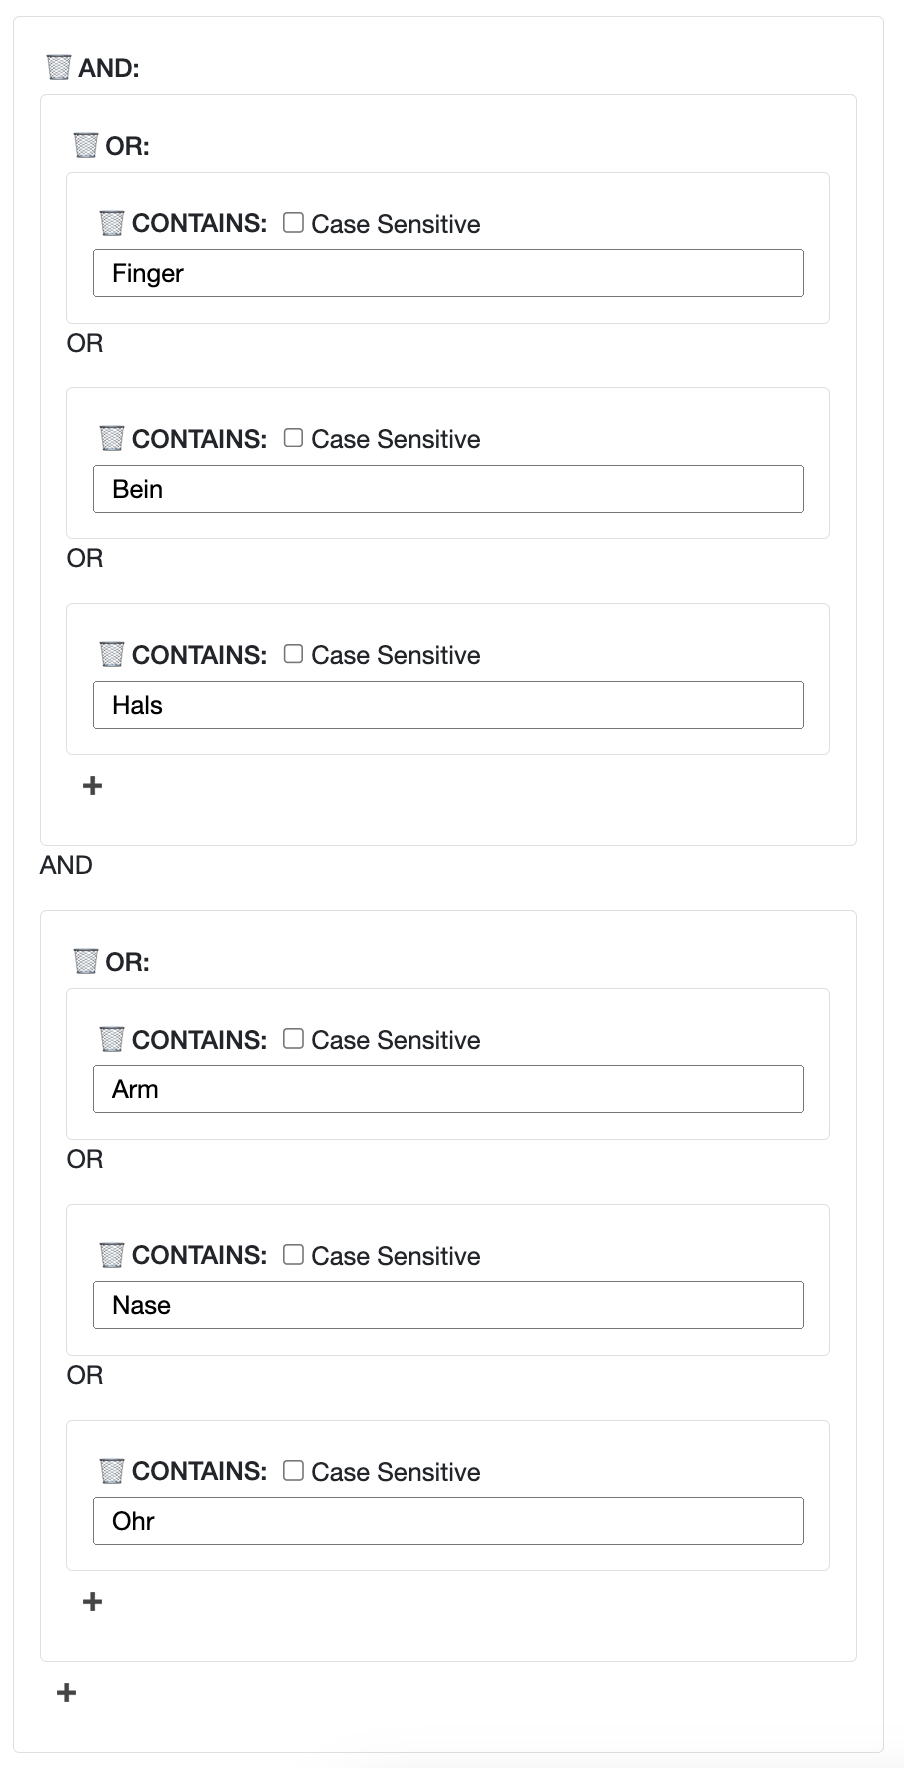 AND:
OR:
CONTAINS: Case Sensitive
Finger
OR
CONTAINS: Case Sensitive
Bein
OR
CONTAINS: Case Sensitive
Hals
+
AND
OR:
CONTAINS: Case Sensitive
Arm
OR
CONTAINS: Case Sensitive
Nase
OR
CONTAINS: Case Sensitive
Ohr
+
+